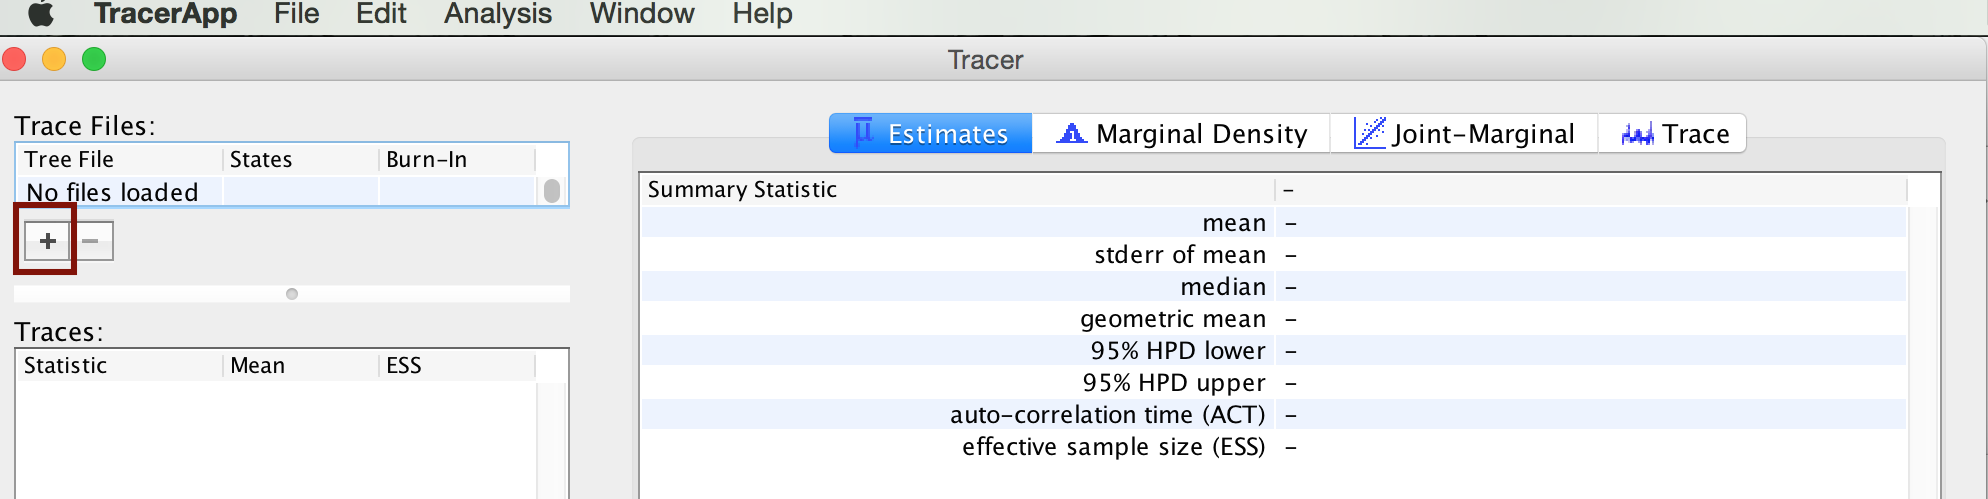 TracerApp File Edit Analysis Window Help
Tracer
Trace Files:
Tree File States Burn-In
No files loaded
+ −
Traces:
Statistic Mean ESS
μ Estimates Marginal Density Joint-Marginal Trace
Summary Statistic -
mean -
stderr of mean -
median -
geometric mean -
95% HPD lower -
95% HPD upper -
auto-correlation time (ACT) -
effective sample size (ESS) -